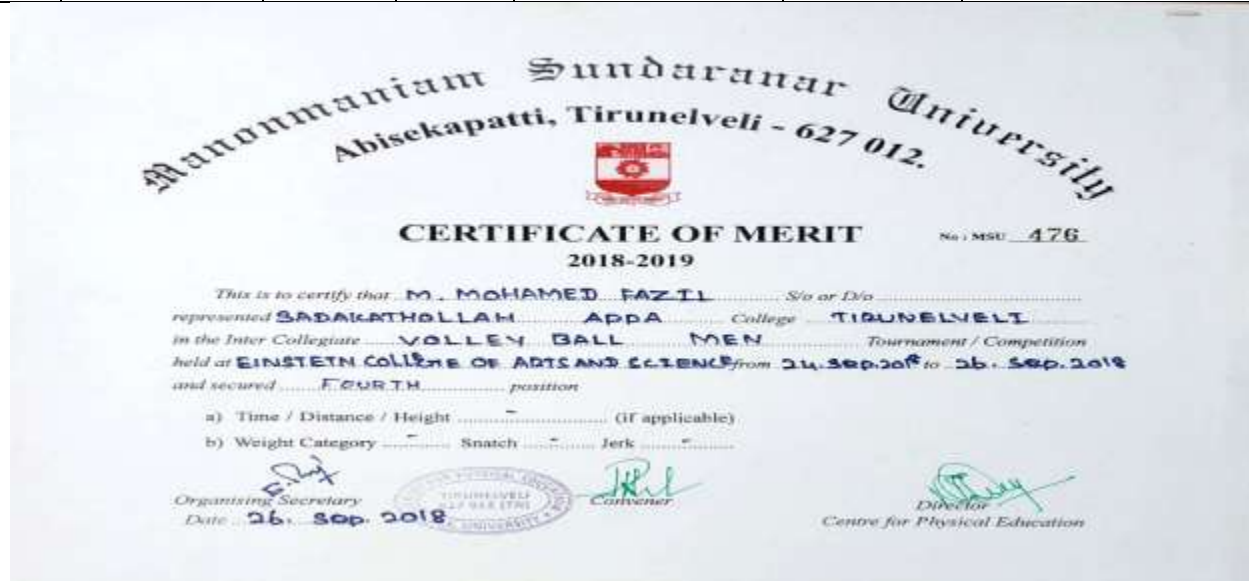 Manonmaniam Sundaranar University
Abisekapatti, Tirunelveli - 627 012.
CERTIFICATE OF MERIT No : MSU 476
2018-2019
This is to certify that M. MOHAMED FAZIL S/o or D/o
represented SADAKATHOLLAH APPA College TIRUNELVELI
in the Inter Collegiate VOLLEY BALL MEN Tournament / Competition
held at EINSTEIN COLLEGE OF ARTS AND SCIENCE from 24. SEP. 2018 to 26. SEP. 2018
and secured FOURTH position
a) Time / Distance / Height - (if applicable)
b) Weight Category - Snatch - Jerk -
Organising Secretary Convener Director
Date 26. SEP. 2018 Centre for Physical Education
TIRUNELVELI